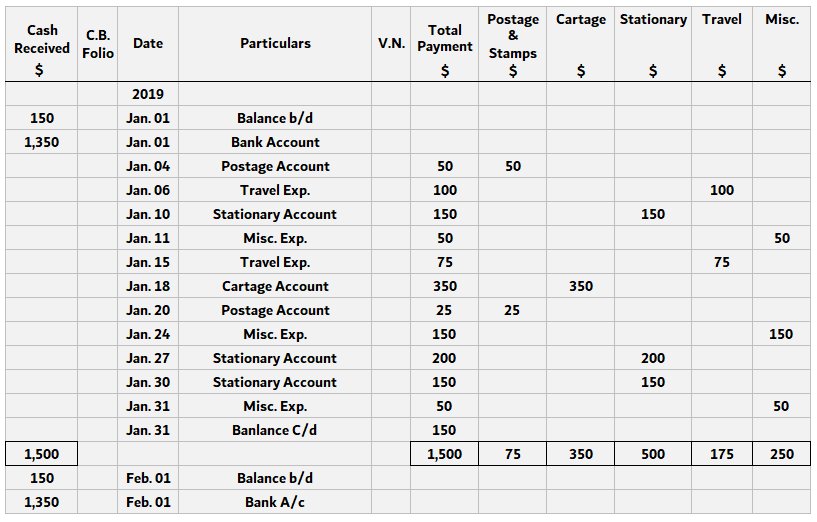 Cash Received $ C.B. Folio Date Particulars V.N. Total Payment $ Postage & Stamps $ Cartage $ Stationary $ Travel $ Misc. $
2019
150 Jan. 01 Balance b/d
1,350 Jan. 01 Bank Account
Jan. 04 Postage Account 50 50
Jan. 06 Travel Exp. 100 100
Jan. 10 Stationary Account 150 150
Jan. 11 Misc. Exp. 50 50
Jan. 15 Travel Exp. 75 75
Jan. 18 Cartage Account 350 350
Jan. 20 Postage Account 25 25
Jan. 24 Misc. Exp. 150 150
Jan. 27 Stationary Account 200 200
Jan. 30 Stationary Account 150 150
Jan. 31 Misc. Exp. 50 50
Jan. 31 Banlance C/d 150
1,500 1,500 75 350 500 175 250
150 Feb. 01 Balance b/d
1,350 Feb. 01 Bank A/c